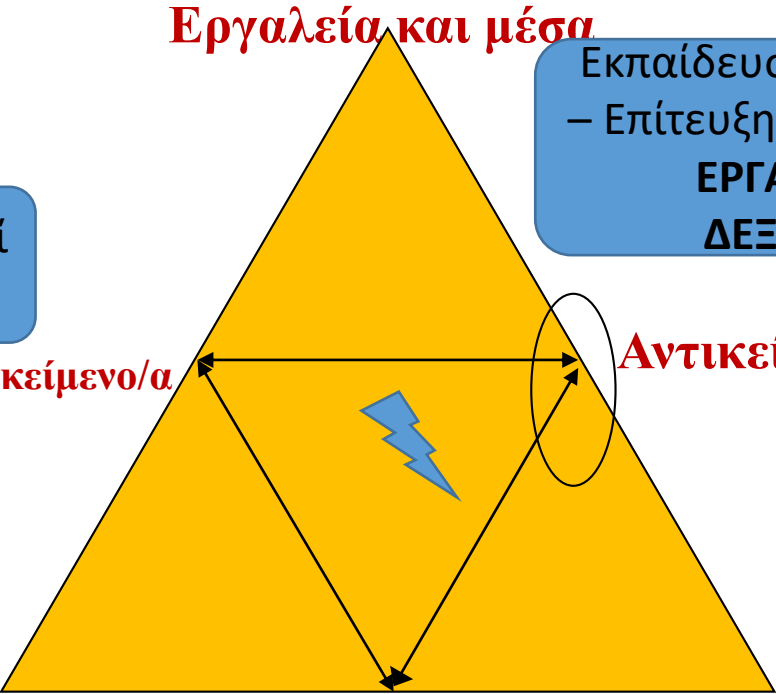 Εργαλεία και μέσα
Εκπαίδευσ
– Επίτευξη
ΕΡΓΑ
ΔΕΞ
ί
κείμενο/α
Αντικεί